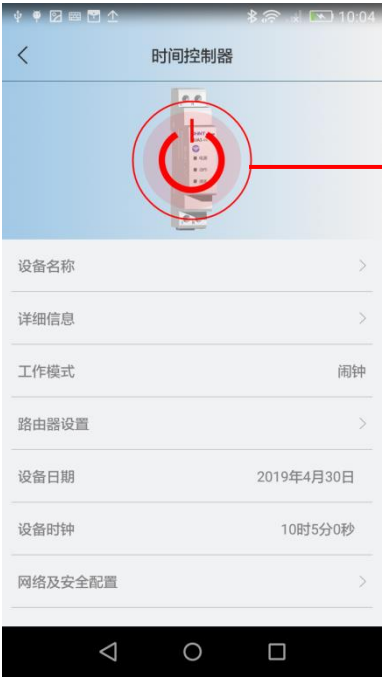 10:04
时间控制器
设备名称
详细信息
工作模式 闹钟
路由器设置
设备日期 2019年4月30日
设备时钟 10时5分0秒
网络及安全配置